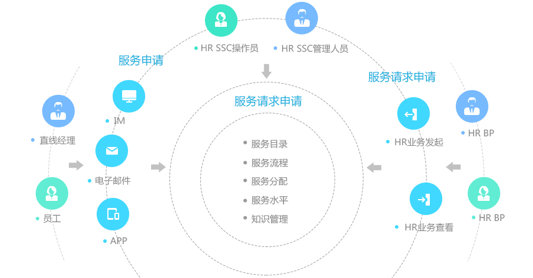 HR SSC操作员
HR SSC管理人员
服务申请
IM
直线经理
电子邮件
员工
APP
服务请求申请
服务目录
服务流程
服务分配
服务水平
知识管理
服务请求申请
HR业务发起
HR BP
HR业务查看
HR BP